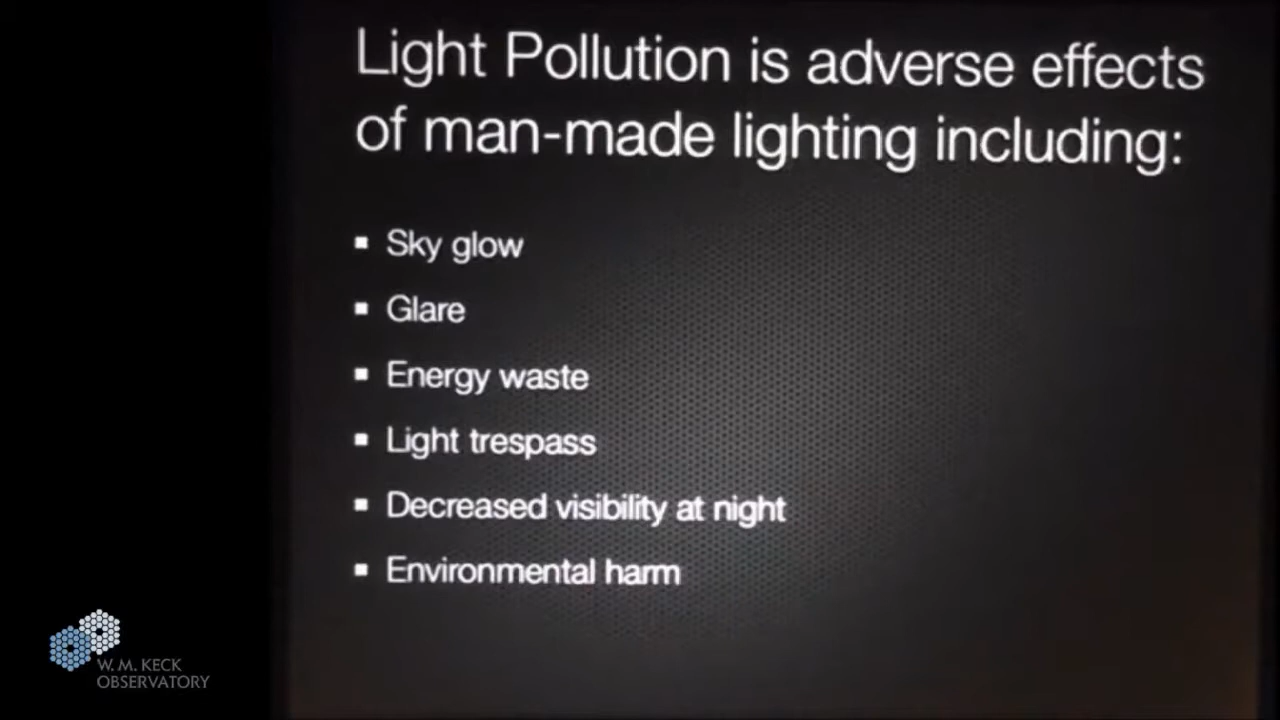 Light Pollution is adverse effects
of man-made lighting including:
▪ Sky glow
▪ Glare
▪ Energy waste
▪ Light trespass
▪ Decreased visibility at night
▪ Environmental harm
W. M. KECK
OBSERVATORY